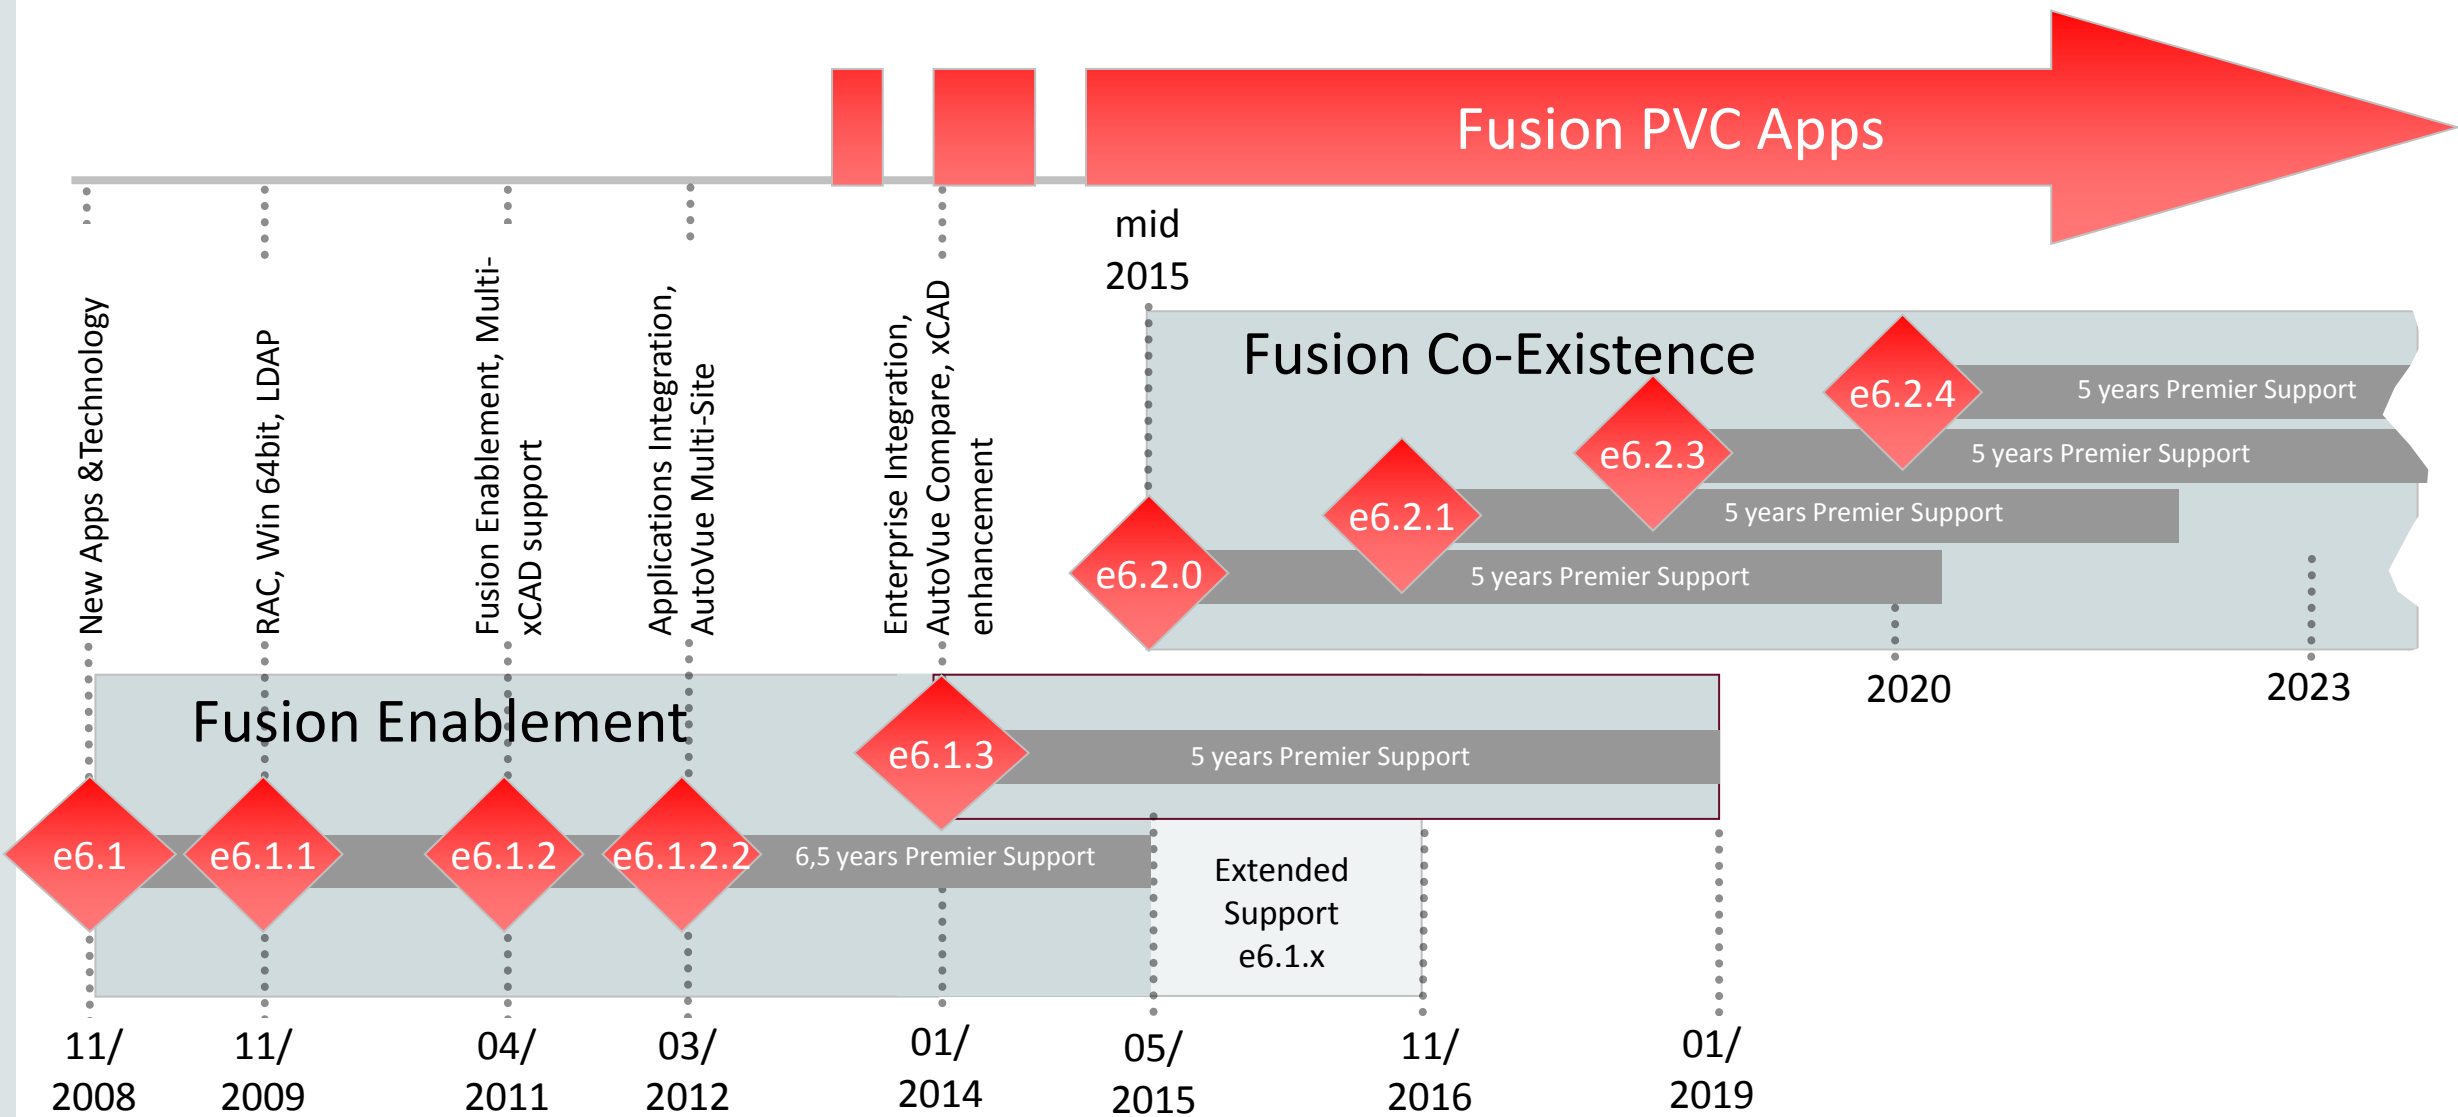 Fusion PVC Apps
mid
2015
New Apps &Technology
RAC, Win 64bit, LDAP
Fusion Enablement, Multi-
xCAD support
Applications Integration,
AutoVue Multi-Site
Enterprise Integration,
AutoVue Compare, xCAD
enhancement
Fusion Co-Existence
e6.2.4
5 years Premier Support
e6.2.3
5 years Premier Support
e6.2.1
5 years Premier Support
e6.2.0
5 years Premier Support
2020
2023
Fusion Enablement
e6.1.3
5 years Premier Support
e6.1
e6.1.1
e6.1.2
e6.1.2.2
6,5 years Premier Support
Extended
Support
e6.1.x
11/
2008
11/
2009
04/
2011
03/
2012
01/
2014
05/
2015
11/
2016
01/
2019